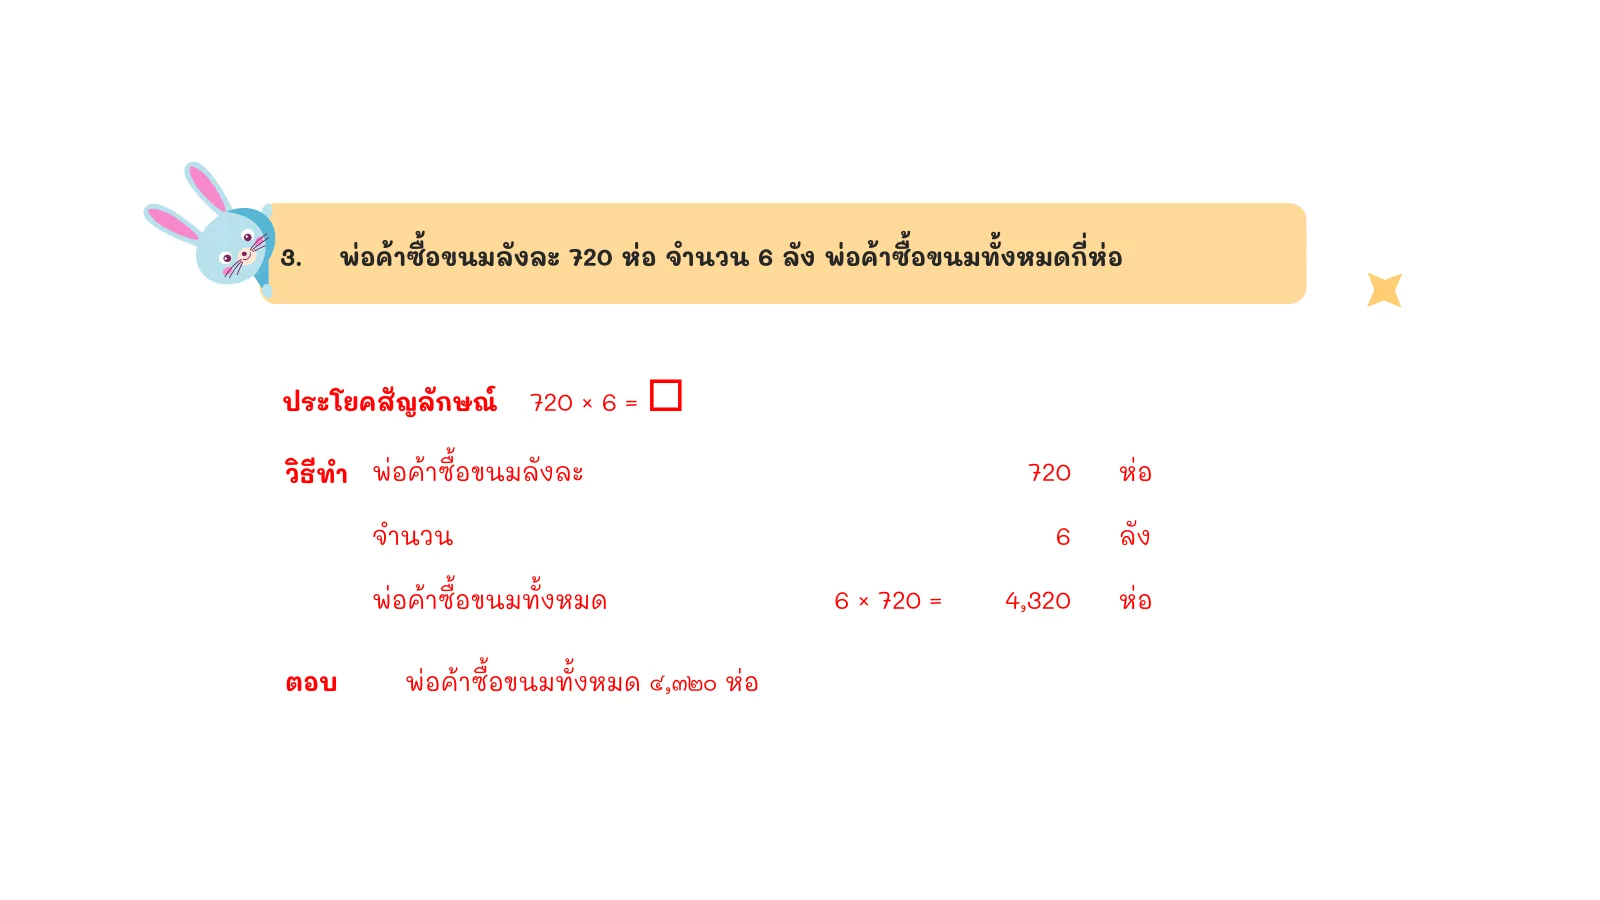 3. พ่อค้าซื้อขนมลังละ 720 ห่อ จำนวน 6 ลัง พ่อค้าซื้อขนมทั้งหมดกี่ห่อ
ประโยคสัญลักษณ์ 720 × 6 = □
วิธีทำ พ่อค้าซื้อขนมลังละ 720 ห่อ
จำนวน 6 ลัง
พ่อค้าซื้อขนมทั้งหมด 6 × 720 = 4,320 ห่อ
ตอบ พ่อค้าซื้อขนมทั้งหมด ๔,๓๒๐ ห่อ